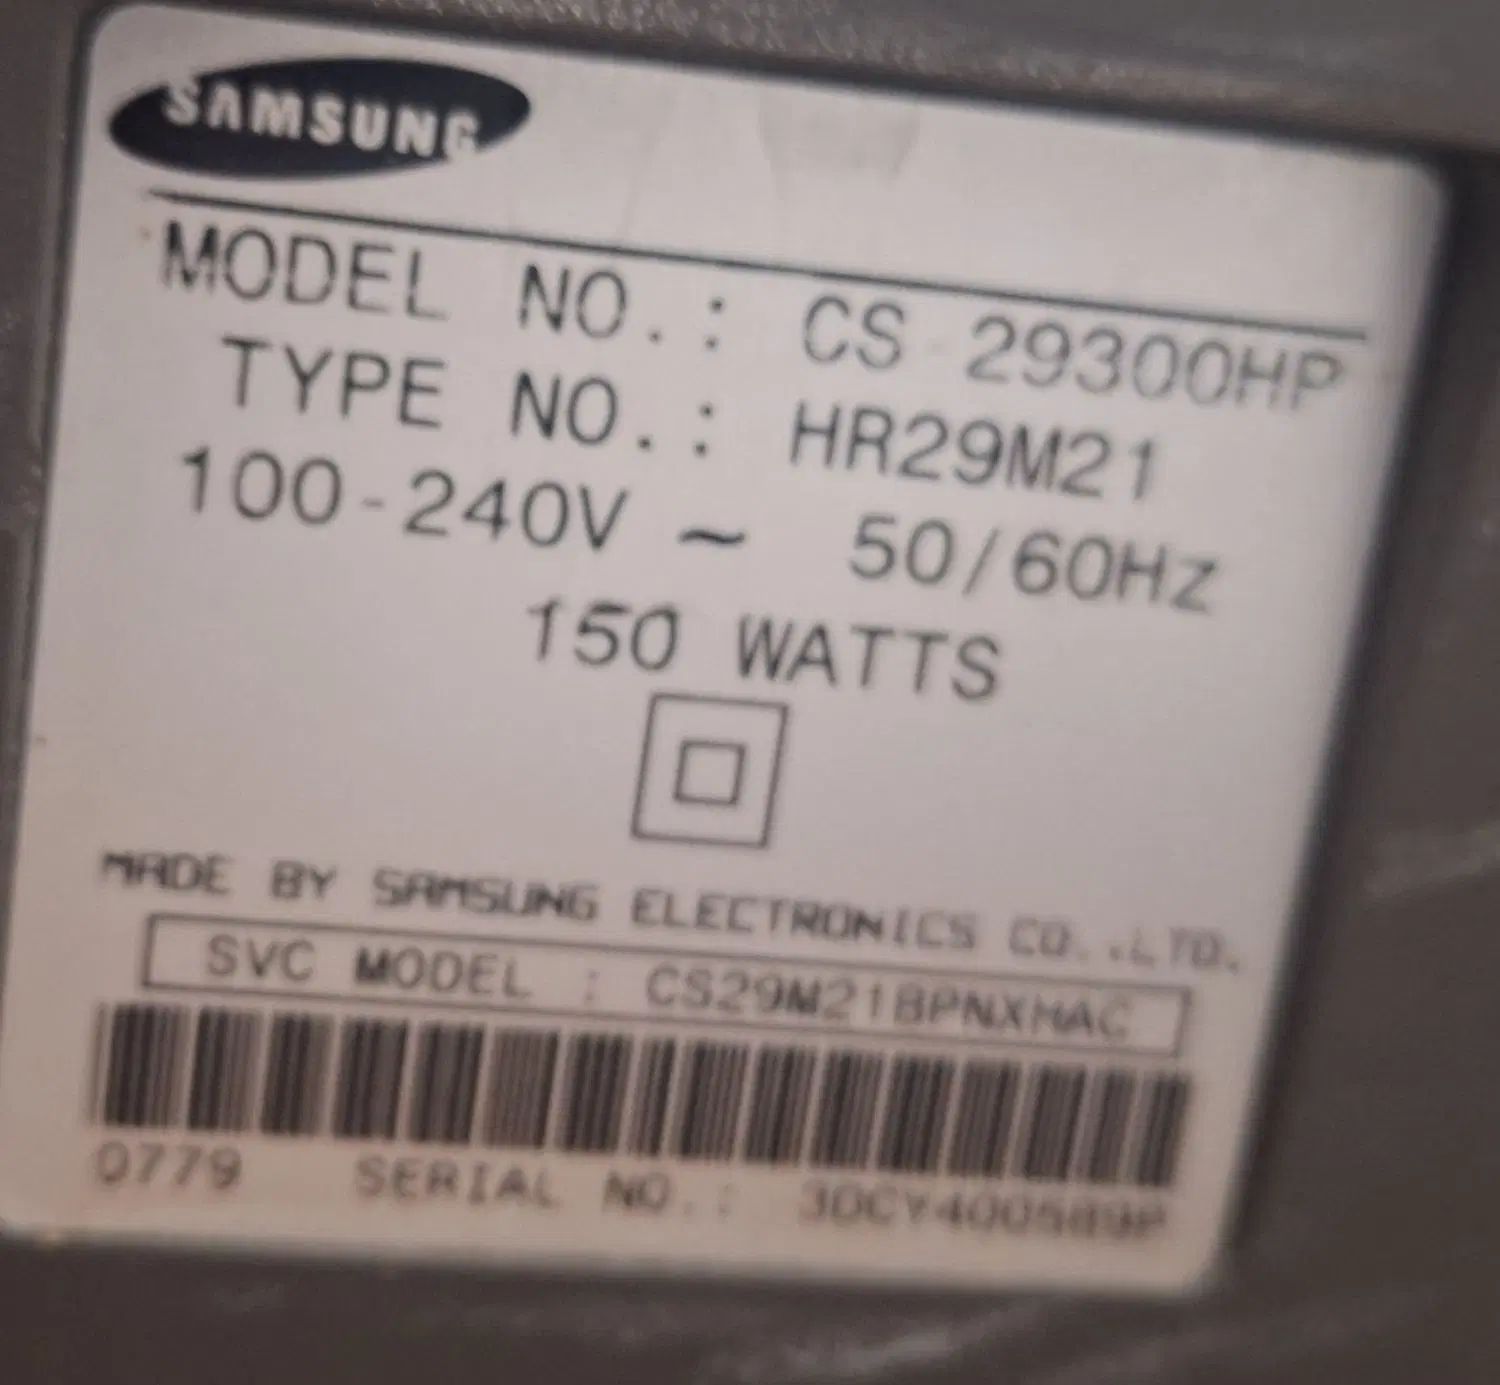 SAMSUNG
MODEL NO.: CS 29300HP
TYPE NO.: HR29M21
100-240V ~ 50/60Hz
150 WATTS
MADE BY SAMSUNG ELECTRONICS CO.,LTD.
SVC MODEL : CS29M21BPNXHAC
0779 SERIAL NO.: